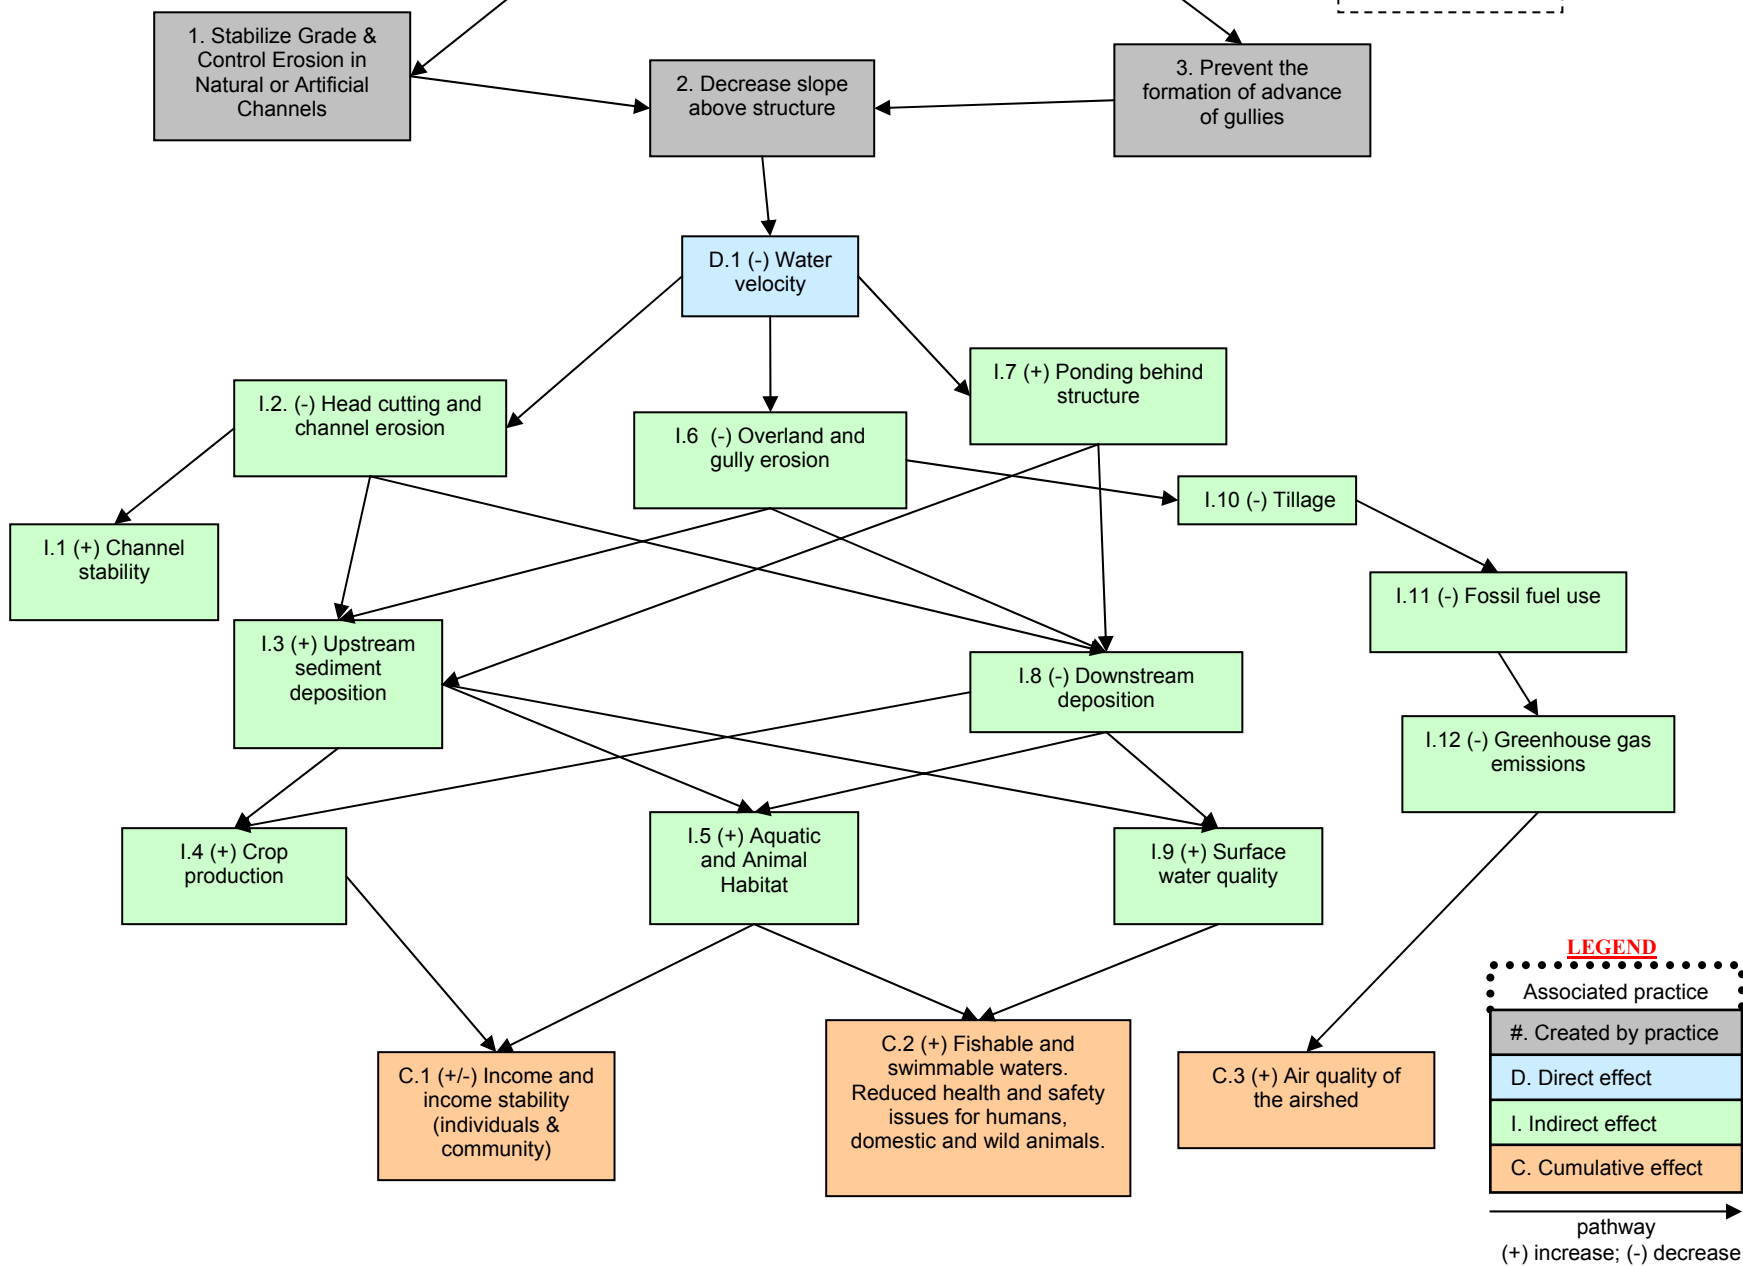 1. Stabilize Grade &
Control Erosion in
Natural or Artificial
Channels
2. Decrease slope
above structure
3. Prevent the
formation of advance
of gullies
D.1 (-) Water
velocity
I.7 (+) Ponding behind
structure
I.2. (-) Head cutting and
channel erosion
I.6 (-) Overland and
gully erosion
I.10 (-) Tillage
I.1 (+) Channel
stability
I.11 (-) Fossil fuel use
I.3 (+) Upstream
sediment
deposition
I.8 (-) Downstream
deposition
I.12 (-) Greenhouse gas
emissions
I.4 (+) Crop
production
I.5 (+) Aquatic
and Animal
Habitat
I.9 (+) Surface
water quality
C.1 (+/-) Income and
income stability
(individuals &
community)
C.2 (+) Fishable and
swimmable waters.
Reduced health and safety
issues for humans,
domestic and wild animals.
C.3 (+) Air quality of
the airshed
LEGEND
Associated practice
#. Created by practice
D. Direct effect
I. Indirect effect
C. Cumulative effect
pathway
(+) increase; (-) decrease